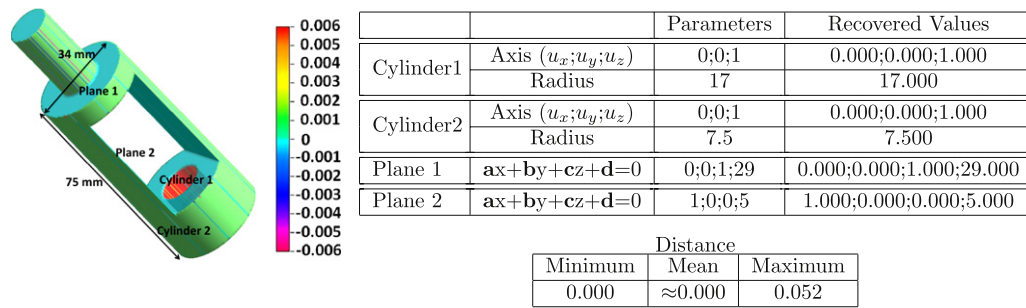 34 mm
Plane 1
Plane 2
75 mm
Cylinder 1
Cylinder 2
0.006
0.005
0.004
0.003
0.002
0.001
0
-0.001
-0.002
-0.003
-0.004
-0.005
-0.006
Parameters Recovered Values
Cylinder1 Axis (uₓ;u_y;u_z) 0;0;1 0.000;0.000;1.000
Radius 17 17.000
Cylinder2 Axis (uₓ;u_y;u_z) 0;0;1 0.000;0.000;1.000
Radius 7.5 7.500
Plane 1 ax+by+cz+d=0 0;0;1;29 0.000;0.000;1.000;29.000
Plane 2 ax+by+cz+d=0 1;0;0;5 1.000;0.000;0.000;5.000
Distance
Minimum Mean Maximum
0.000 ≈0.000 0.052